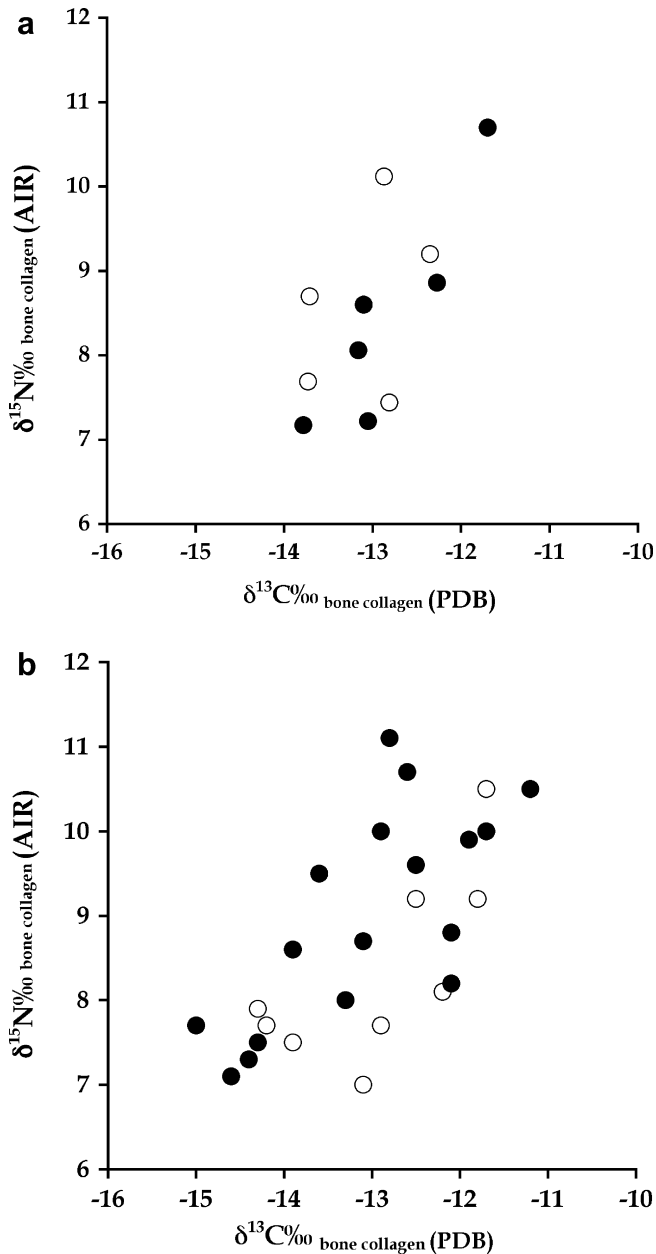 a
12
11
10
9
8
7
6
δ15N‰ bone collagen (AIR)
-16 -15 -14 -13 -12 -11 -10
δ13C‰ bone collagen (PDB)
b
12
11
10
9
8
7
6
δ15N‰ bone collagen (AIR)
-16 -15 -14 -13 -12 -11 -10
δ13C‰ bone collagen (PDB)